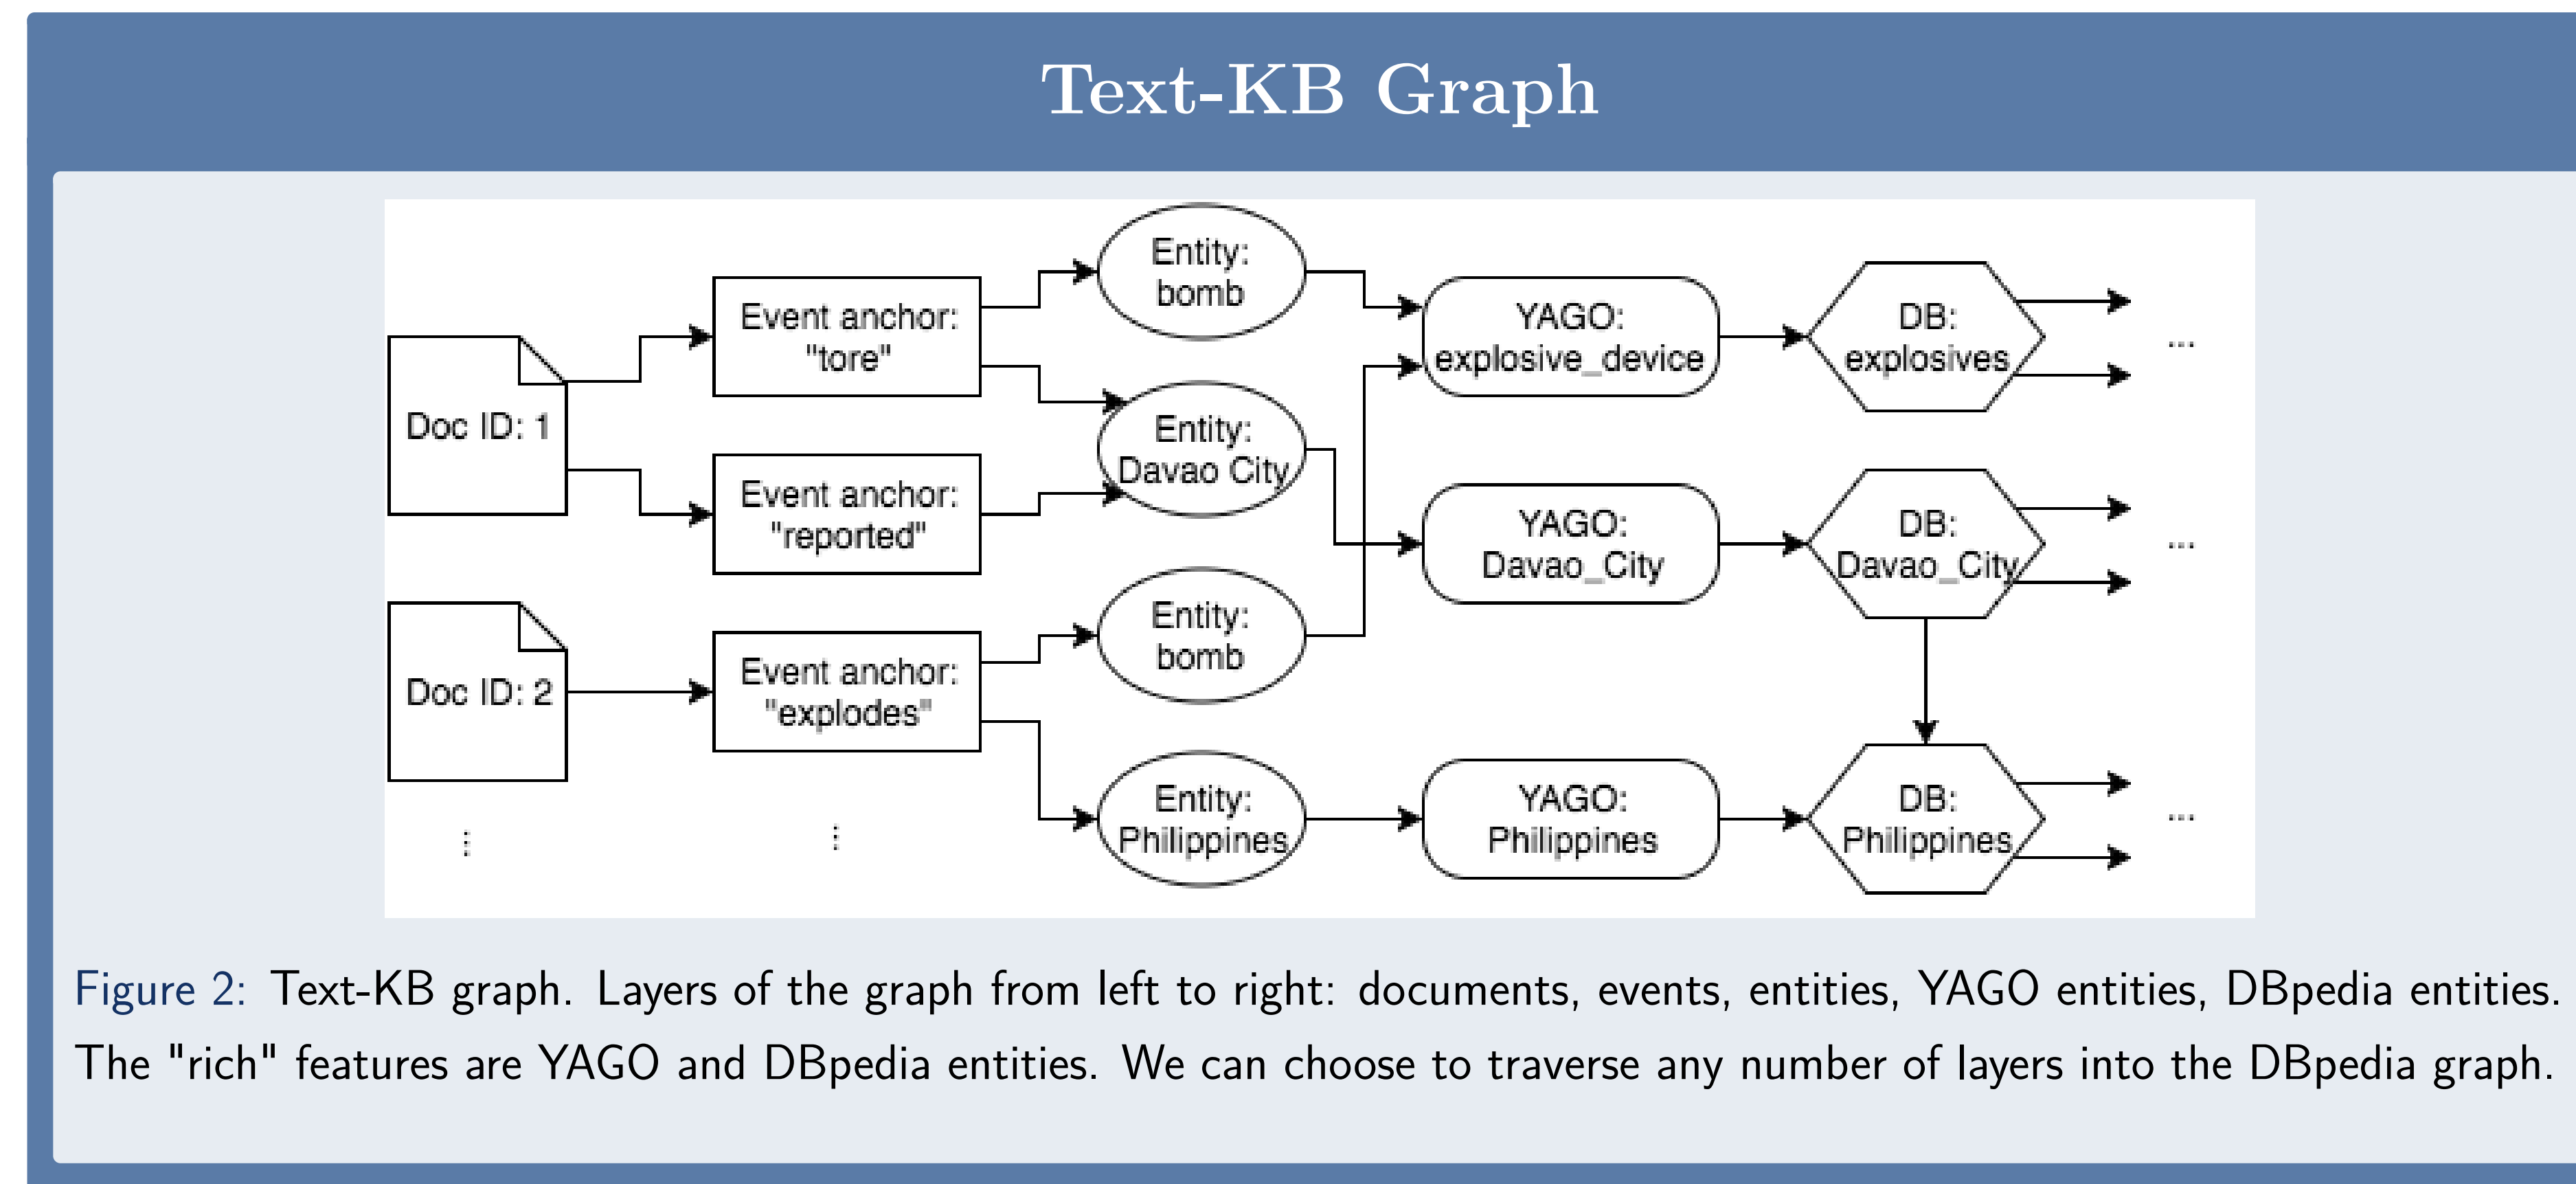 Text-KB Graph
Entity:
bomb
Event anchor:
"tore"
YAGO:
explosive_device
DB:
explosives
...
Doc ID: 1
Entity:
Davao City
Event anchor:
"reported"
YAGO:
Davao_City
DB:
Davao_City
...
Entity:
bomb
Doc ID: 2
Event anchor:
"explodes"
Entity:
Philippines
YAGO:
Philippines
DB:
Philippines
...
...
...
Figure 2: Text-KB graph. Layers of the graph from left to right: documents, events, entities, YAGO entities, DBpedia entities.
The "rich" features are YAGO and DBpedia entities. We can choose to traverse any number of layers into the DBpedia graph.